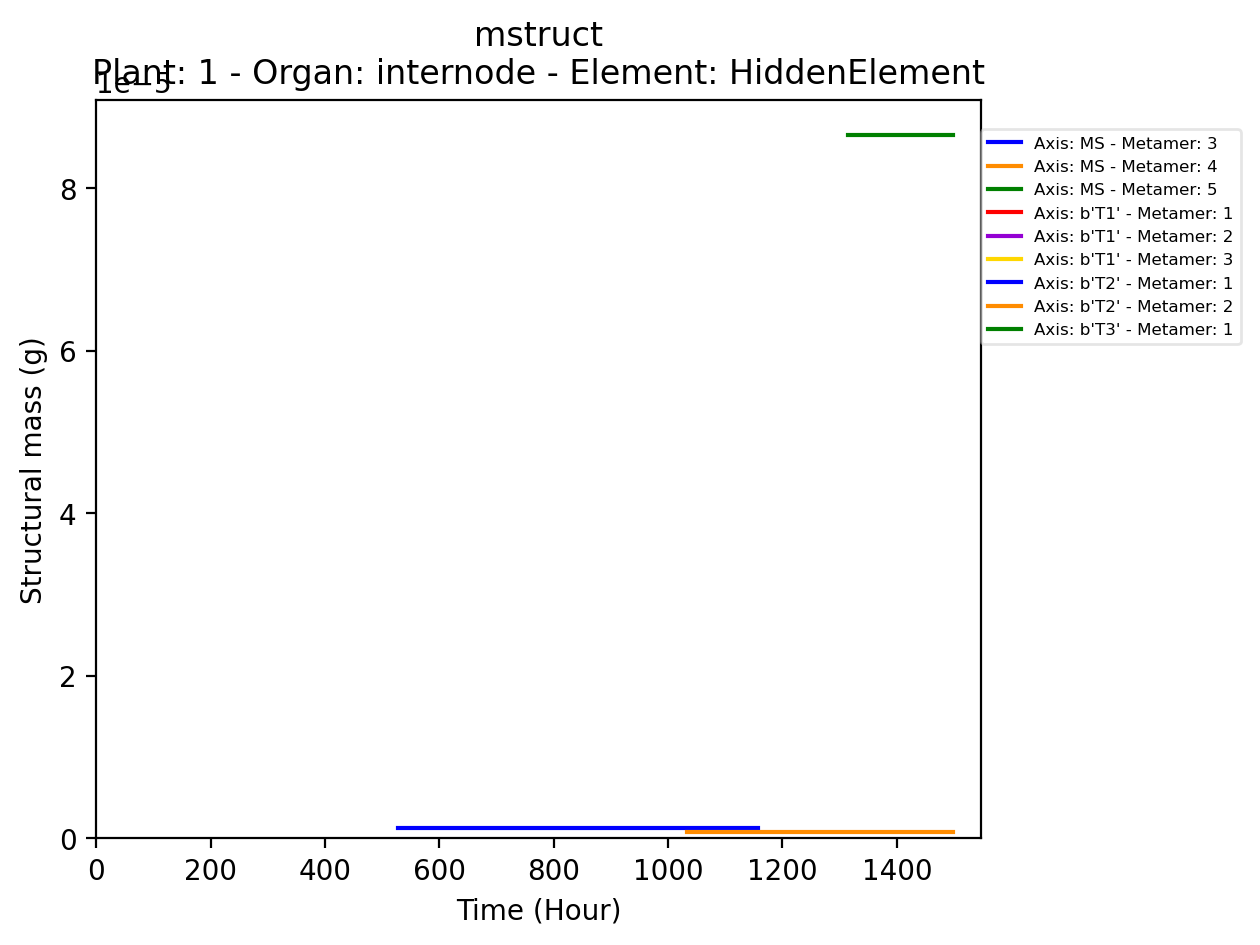 mstruct
Plant: 1 - Organ: internode - Element: HiddenElement
1e−5
8
6
4
2
0
Structural mass (g)
0 200 400 600 800 1000 1200 1400
Time (Hour)
Axis: MS - Metamer: 3
Axis: MS - Metamer: 4
Axis: MS - Metamer: 5
Axis: b'T1' - Metamer: 1
Axis: b'T1' - Metamer: 2
Axis: b'T1' - Metamer: 3
Axis: b'T2' - Metamer: 1
Axis: b'T2' - Metamer: 2
Axis: b'T3' - Metamer: 1